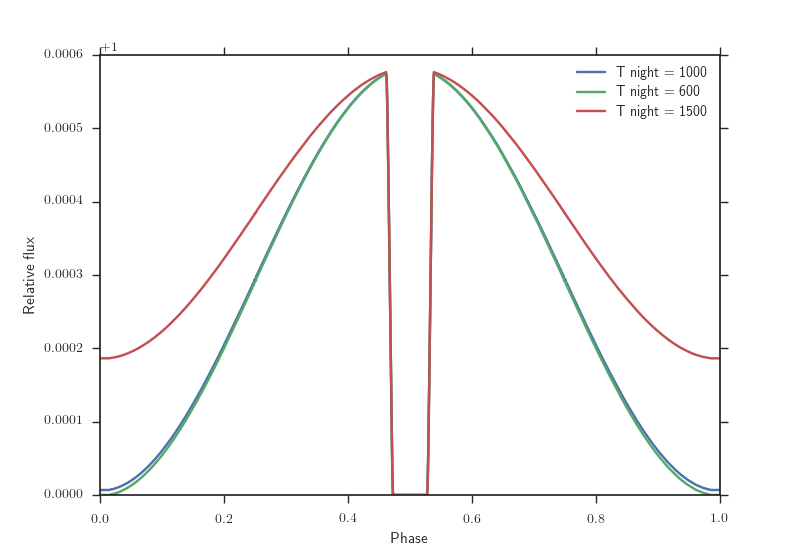 +1
0.0006
0.0005
0.0004
0.0003
0.0002
0.0001
0.0000
Relative flux
T night = 1000
T night = 600
T night = 1500
0.0
0.2
0.4
0.6
0.8
1.0
Phase